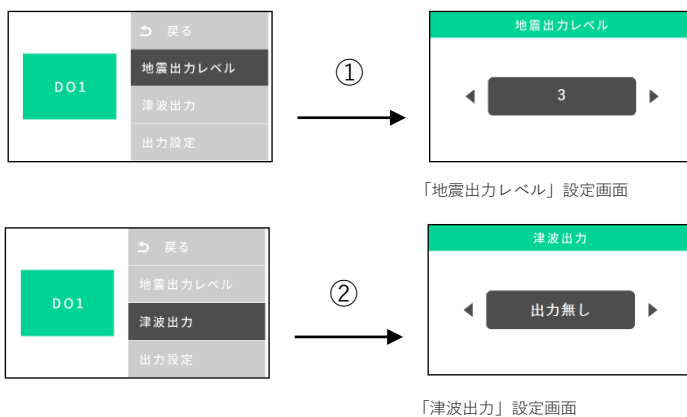 戻る
地震出力レベル
津波出力
出力設定
DO1
①
地震出力レベル
3
「地震出力レベル」設定画面
戻る
地震出力レベル
津波出力
出力設定
DO1
②
津波出力
出力無し
「津波出力」設定画面